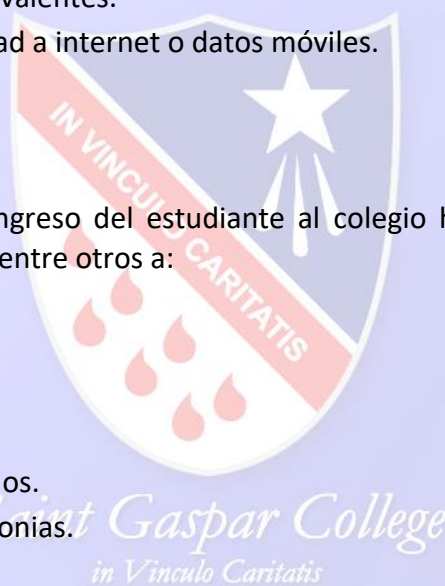 valentes.
ad a internet o datos móviles.
IN VINCULO CARITATIS
ngreso del estudiante al colegio h
entre otros a:
os.
onias.
Saint Gaspar College
in Vinculo Caritatis